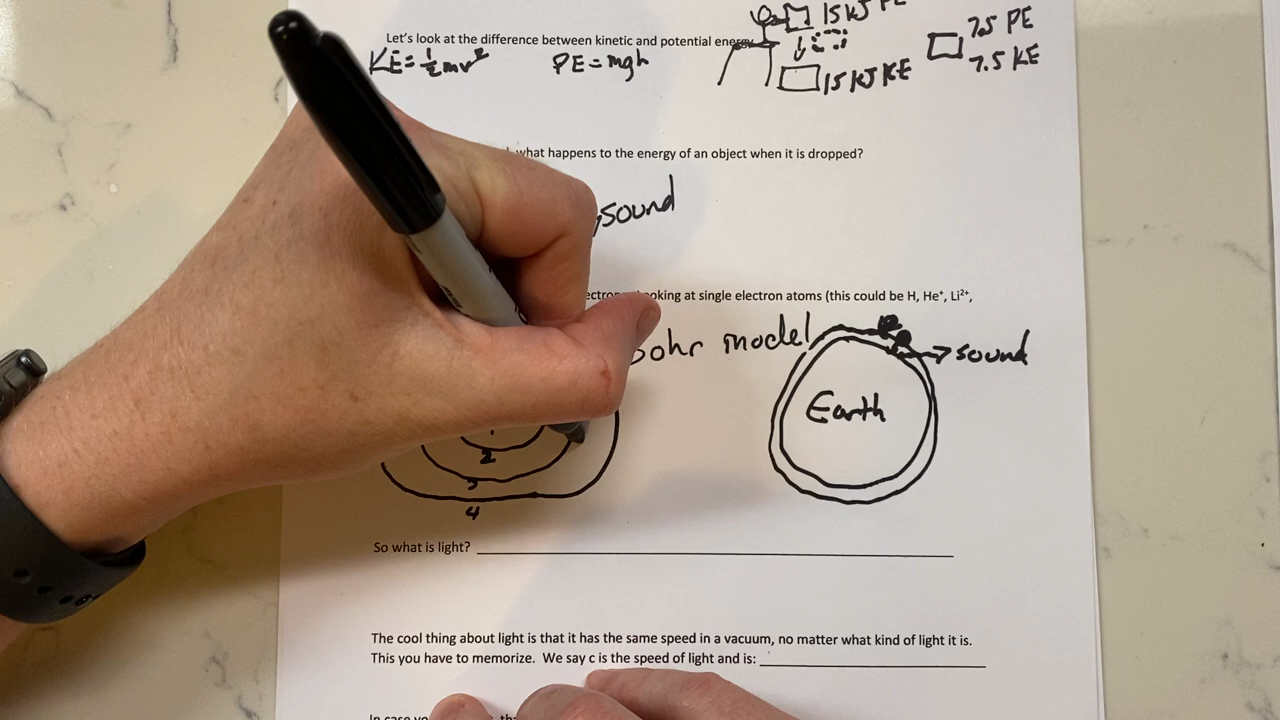 15 KJ PE
7.5 PE
Let's look at the difference between kinetic and potential energy
KE = ½mv² PE = mgh
15 KJ KE
7.5 KE
what happens to the energy of an object when it is dropped?
sound
looking at single electron atoms (this could be H, He⁺, Li²⁺,
Bohr model
sound
Earth
1
2
3
4
So what is light?
The cool thing about light is that it has the same speed in a vacuum, no matter what kind of light it is.
This you have to memorize. We say c is the speed of light and is:
In case